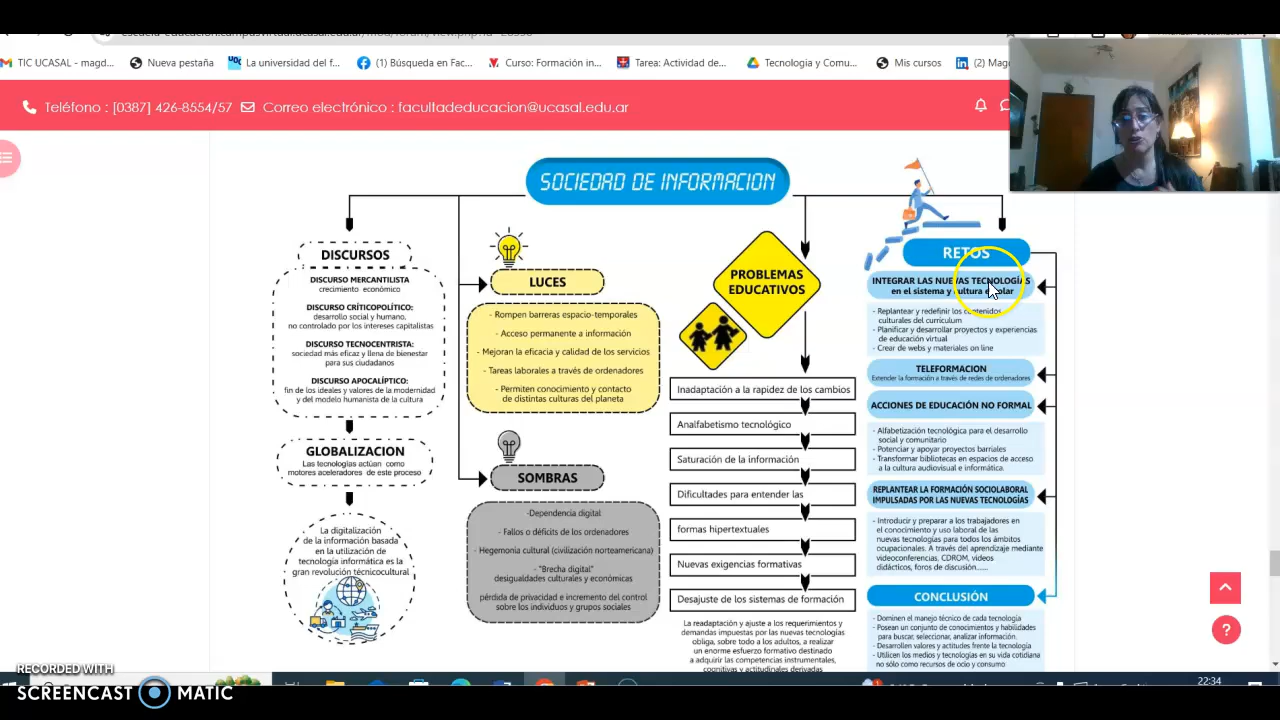 TIC UCASAL - magd...
Nueva pestaña
La universidad del f...
(1) Búsqueda en Fac...
Curso: Formación in...
Tarea: Actividad de...
Tecnologia y Comu...
Mis cursos
Teléfono : [0387] 426-8554/57
Correo electrónico : facultadeducacion@ucasal.edu.ar
SOCIEDAD DE INFORMACION
DISCURSOS
DISCURSO MERCANTILISTA
crecimiento económico
DISCURSO CRÍTICOPOLÍTICO:
desarrollo social y humano,
no controlado por los intereses capitalistas
DISCURSO TECNOCENTRISTA:
sociedad más eficaz y llena de bienestar
para sus ciudadanos
DISCURSO APOCALÍPTICO:
fin de los ideales y valores de la modernidad
y del modelo humanista de la cultura
GLOBALIZACION
Las tecnologías actúan como
motores aceleradores de este proceso
La digitalización
de la información basada
en la utilización de
tecnología informática es la
gran revolución técnicocultural
LUCES
- Rompen barreras espacio-temporales
- Acceso permanente a información
- Mejoran la eficacia y calidad de los servicios
- Tareas laborales a través de ordenadores
- Permiten conocimiento y contacto
de distintas culturas del planeta
SOMBRAS
-Dependencia digital
- Fallos o déficits de los ordenadores
- Hegemonía cultural (civilización norteamericana)
- "Brecha digital"
desigualdades culturales y económicas
pérdida de privacidad e incremento del control
sobre los individuos y grupos sociales
PROBLEMAS
EDUCATIVOS
Inadaptación a la rapidez de los cambios
Analfabetismo tecnológico
Saturación de la información
Dificultades para entender las
formas hipertextuales
Nuevas exigencias formativas
Desajuste de los sistemas de formación
La readaptación y ajuste a los requerimientos y
demandas impuestas por las nuevas tecnologías
obliga, sobre todo a los adultos, a realizar
un enorme esfuerzo formativo destinado
a adquirir las competencias instrumentales,
cognitivas y actitudinales derivadas
RETOS
INTEGRAR LAS NUEVAS TECNOLOGÍAS
en el sistema y cultura escolar
- Replantear y redefinir los contenidos
culturales del curriculum
- Planificar y desarrollar proyectos y experiencias
de educación virtual
- Crear de webs y materiales on line
TELEFORMACION
Extender la formación a través de redes de ordenadores
ACCIONES DE EDUCACIÓN NO FORMAL
- Alfabetización tecnológica para el desarrollo
social y comunitario
- Potenciar y apoyar proyectos barriales
- Transformar bibliotecas en espacios de acceso
a la cultura audiovisual e informática.
REPLANTEAR LA FORMACIÓN SOCIOLABORAL
IMPULSADAS POR LAS NUEVAS TECNOLOGÍAS
- Introducir y preparar a los trabajadores en
el conocimiento y uso laboral de las
nuevas tecnologías para todos los ámbitos
ocupacionales. A través del aprendizaje mediante
videoconferencias, CDROM, vídeos
didácticos, foros de discusión......
CONCLUSIÓN
- Dominen el manejo técnico de cada tecnología
- Posean un conjunto de conocimientos y habilidades
para buscar, seleccionar, analizar información.
- Desarrollen valores y actitudes frente la tecnología
- Utilicen los medios y tecnologías en su vida cotidiana
no sólo como recursos de ocio y consumo
?
RECORDED WITH
SCREENCAST MATIC
22:34